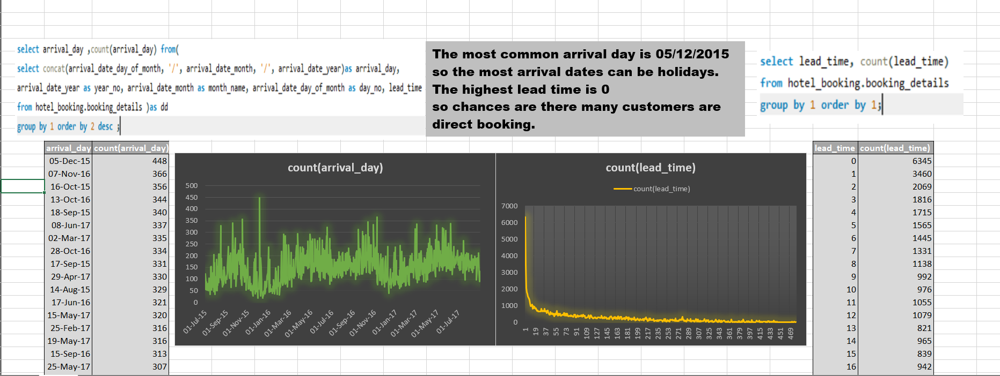 select arrival_day ,count(arrival_day) from(
select concat(arrival_date_day_of_month, '/', arrival_date_month, '/', arrival_date_year)as arrival_day,
arrival_date_year as year_no, arrival_date_month as month_name, arrival_date_day_of_month as day_no, lead_time
from hotel_booking.booking_details )as dd
group by 1 order by 2 desc ;
The most common arrival day is 05/12/2015
so the most arrival dates can be holidays.
The highest lead time is 0
so chances are there many customers are
direct booking.
select lead_time, count(lead_time)
from hotel_booking.booking_details
group by 1 order by 1;
arrival_day count(arrival_day)
05-Dec-15 448
07-Nov-16 366
16-Oct-15 356
13-Oct-16 344
18-Sep-15 340
08-Jun-17 337
02-Mar-17 335
28-Oct-16 334
17-Sep-15 331
29-Apr-17 330
14-Aug-15 329
17-Jun-16 321
15-May-17 320
25-Feb-17 316
19-May-17 316
15-Sep-16 313
25-May-17 307
count(arrival_day)
500
450
400
350
300
250
200
150
100
50
0
01-Jul-15 01-Sep-15 01-Nov-15 01-Jan-16 01-Mar-16 01-May-16 01-Jul-16 01-Sep-16 01-Nov-16 01-Jan-17 01-Mar-17 01-May-17 01-Jul-17
count(lead_time)
count(lead_time)
7000
6000
5000
4000
3000
2000
1000
0
1 19 37 55 73 91 109 127 145 163 181 199 217 235 253 271 289 307 325 343 361 379 397 415 433 451 469
lead_time count(lead_time)
0 6345
1 3460
2 2069
3 1816
4 1715
5 1565
6 1445
7 1331
8 1138
9 992
10 976
11 1055
12 1079
13 821
14 965
15 839
16 942